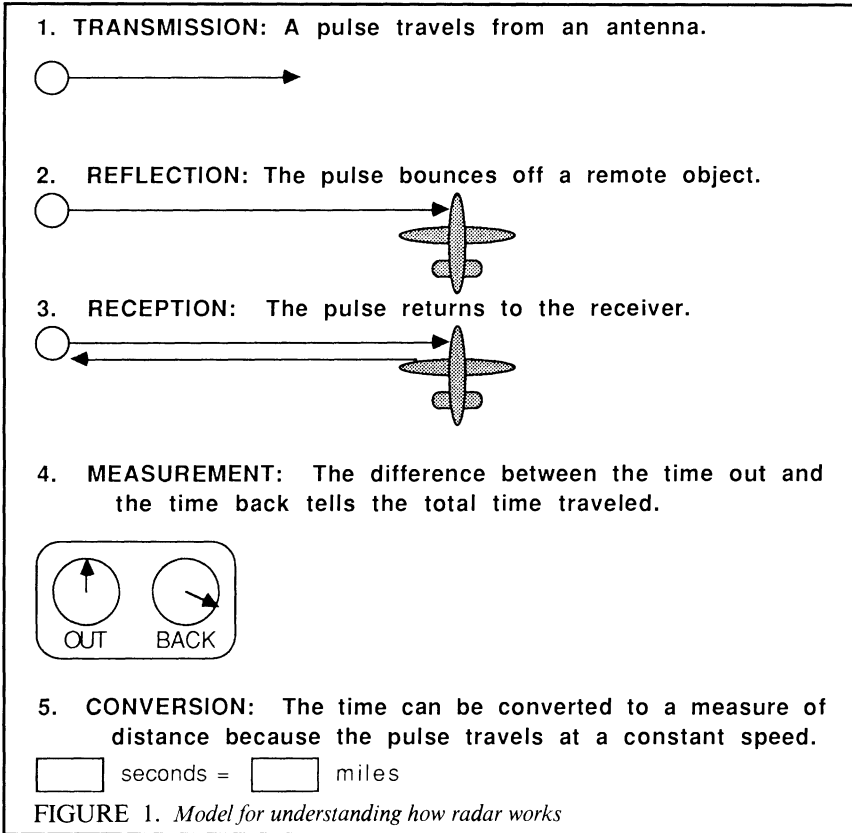 1. TRANSMISSION: A pulse travels from an antenna.
2. REFLECTION: The pulse bounces off a remote object.
3. RECEPTION: The pulse returns to the receiver.
4. MEASUREMENT: The difference between the time out and
the time back tells the total time traveled.
OUT BACK
5. CONVERSION: The time can be converted to a measure of
distance because the pulse travels at a constant speed.
seconds = miles
FIGURE 1. Model for understanding how radar works